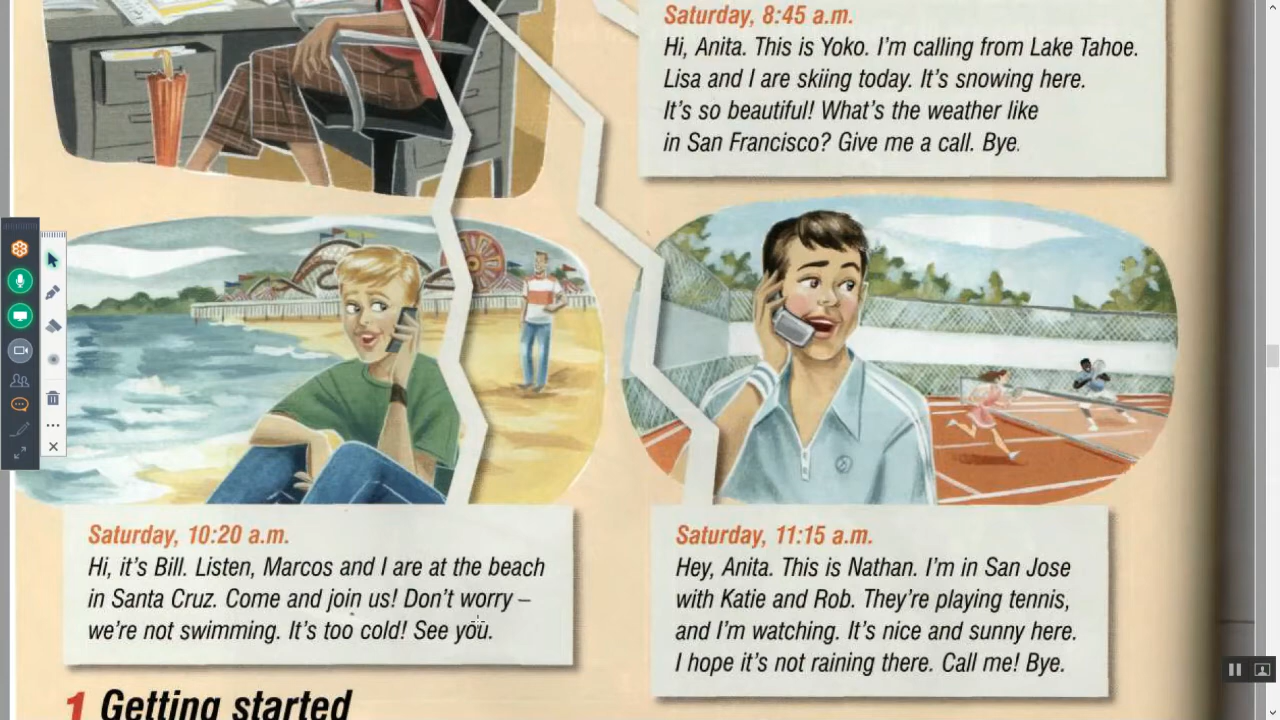 Saturday, 8:45 a.m.
Hi, Anita. This is Yoko. I'm calling from Lake Tahoe.
Lisa and I are skiing today. It's snowing here.
It's so beautiful! What's the weather like
in San Francisco? Give me a call. Bye.
Saturday, 10:20 a.m.
Hi, it's Bill. Listen, Marcos and I are at the beach
in Santa Cruz. Come and join us! Don't worry –
we're not swimming. It's too cold! See you.
Saturday, 11:15 a.m.
Hey, Anita. This is Nathan. I'm in San Jose
with Katie and Rob. They're playing tennis,
and I'm watching. It's nice and sunny here.
I hope it's not raining there. Call me! Bye.
1 Getting started